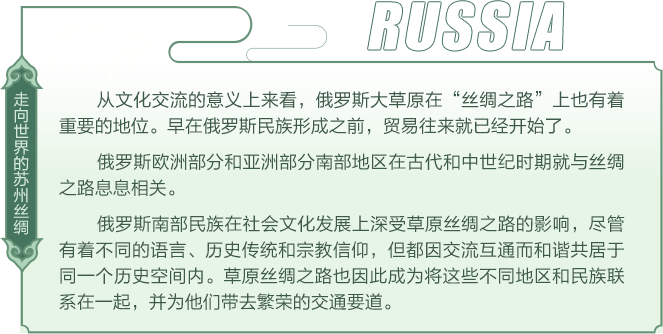 RUSSIA
走向世界的苏州丝绸
从文化交流的意义上来看，俄罗斯大草原在“丝绸之路”上也有着
重要的地位。早在俄罗斯民族形成之前，贸易往来就已经开始了。
俄罗斯欧洲部分和亚洲部分南部地区在古代和中世纪时期就与丝绸
之路息息相关。
俄罗斯南部民族在社会文化发展上深受草原丝绸之路的影响，尽管
有着不同的语言、历史传统和宗教信仰，但都因交流互通而和谐共居于
同一个历史空间内。草原丝绸之路也因此成为将这些不同地区和民族联
系在一起，并为他们带去繁荣的交通要道。